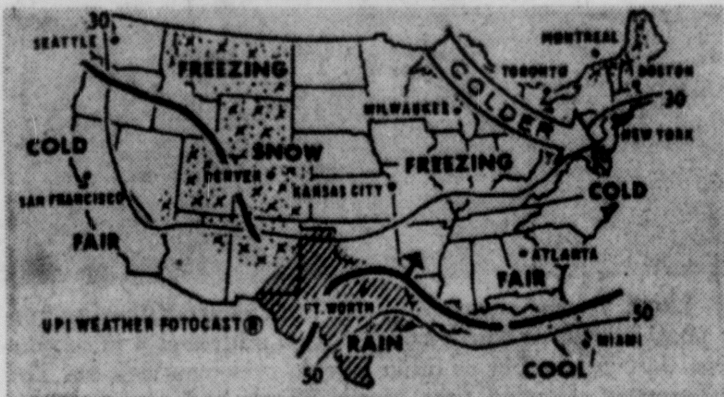 30
SEATTLE
MONTREAL
FREEZING
TORONTO
BOSTON
COLDER
30
MILWAUKEE
NEW YORK
COLD
SNOW
FREEZING
DENVER
KANSAS CITY
COLD
SAN FRANCISCO
FAIR
ATLANTA
FAIR
FT. WORTH
UPI WEATHER FOTOCAST ®
50
RAIN
MIAMI
50
COOL